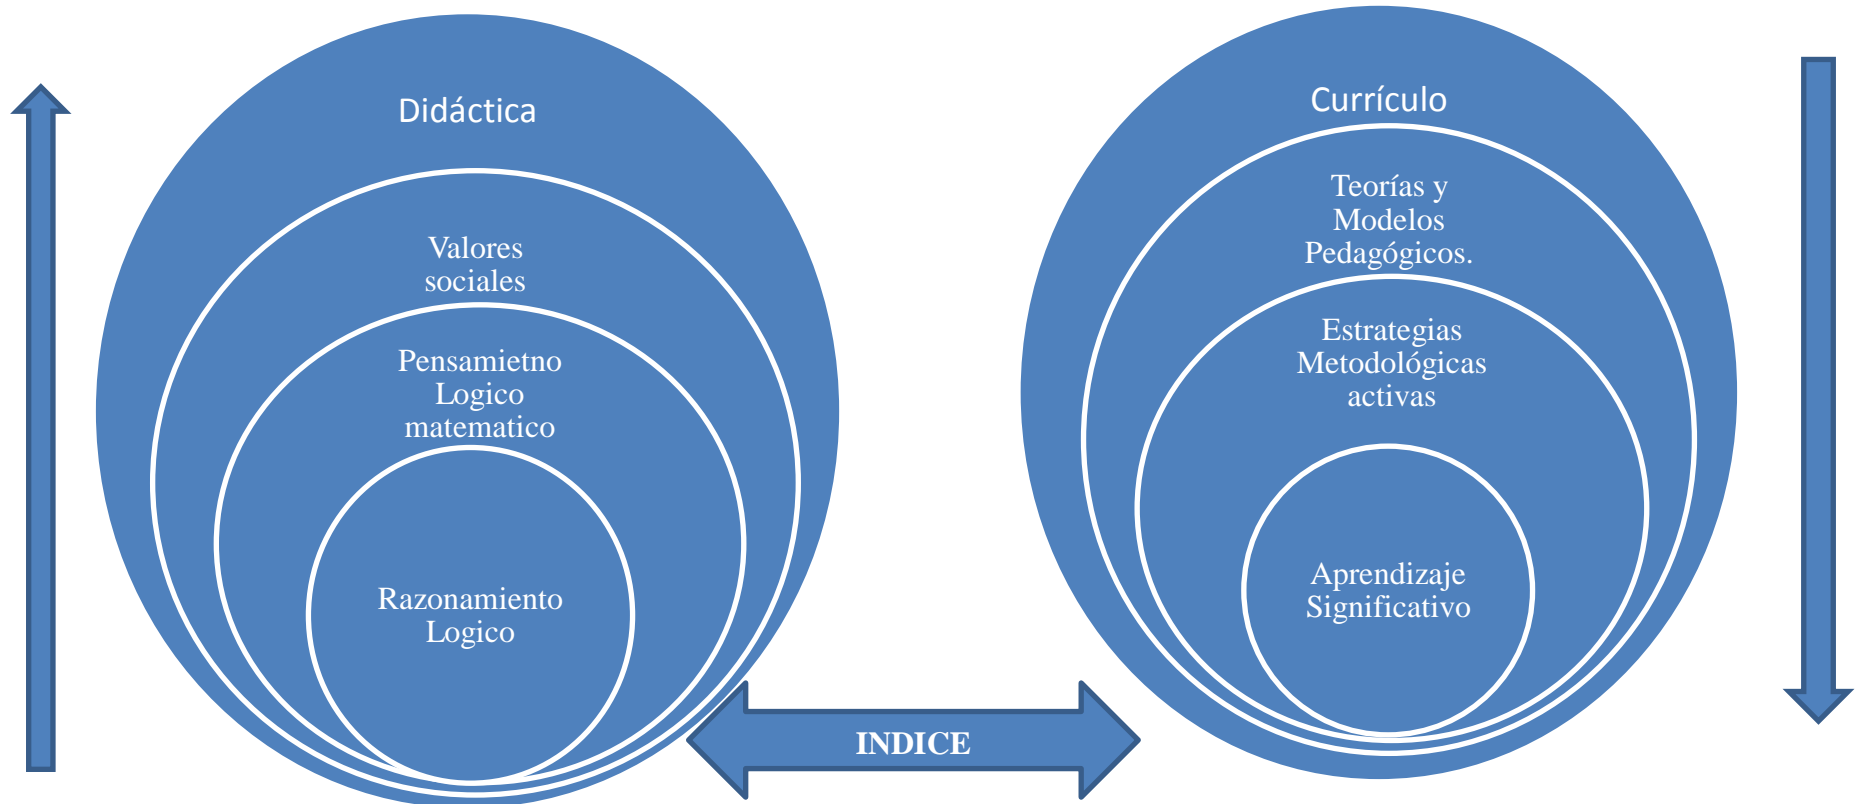 Didáctica
Valores
sociales
Pensamietno
Logico
matematico
Razonamiento
Logico
Currículo
Teorías y
Modelos
Pedagógicos.
Estrategias
Metodológicas
activas
Aprendizaje
Significativo
INDICE